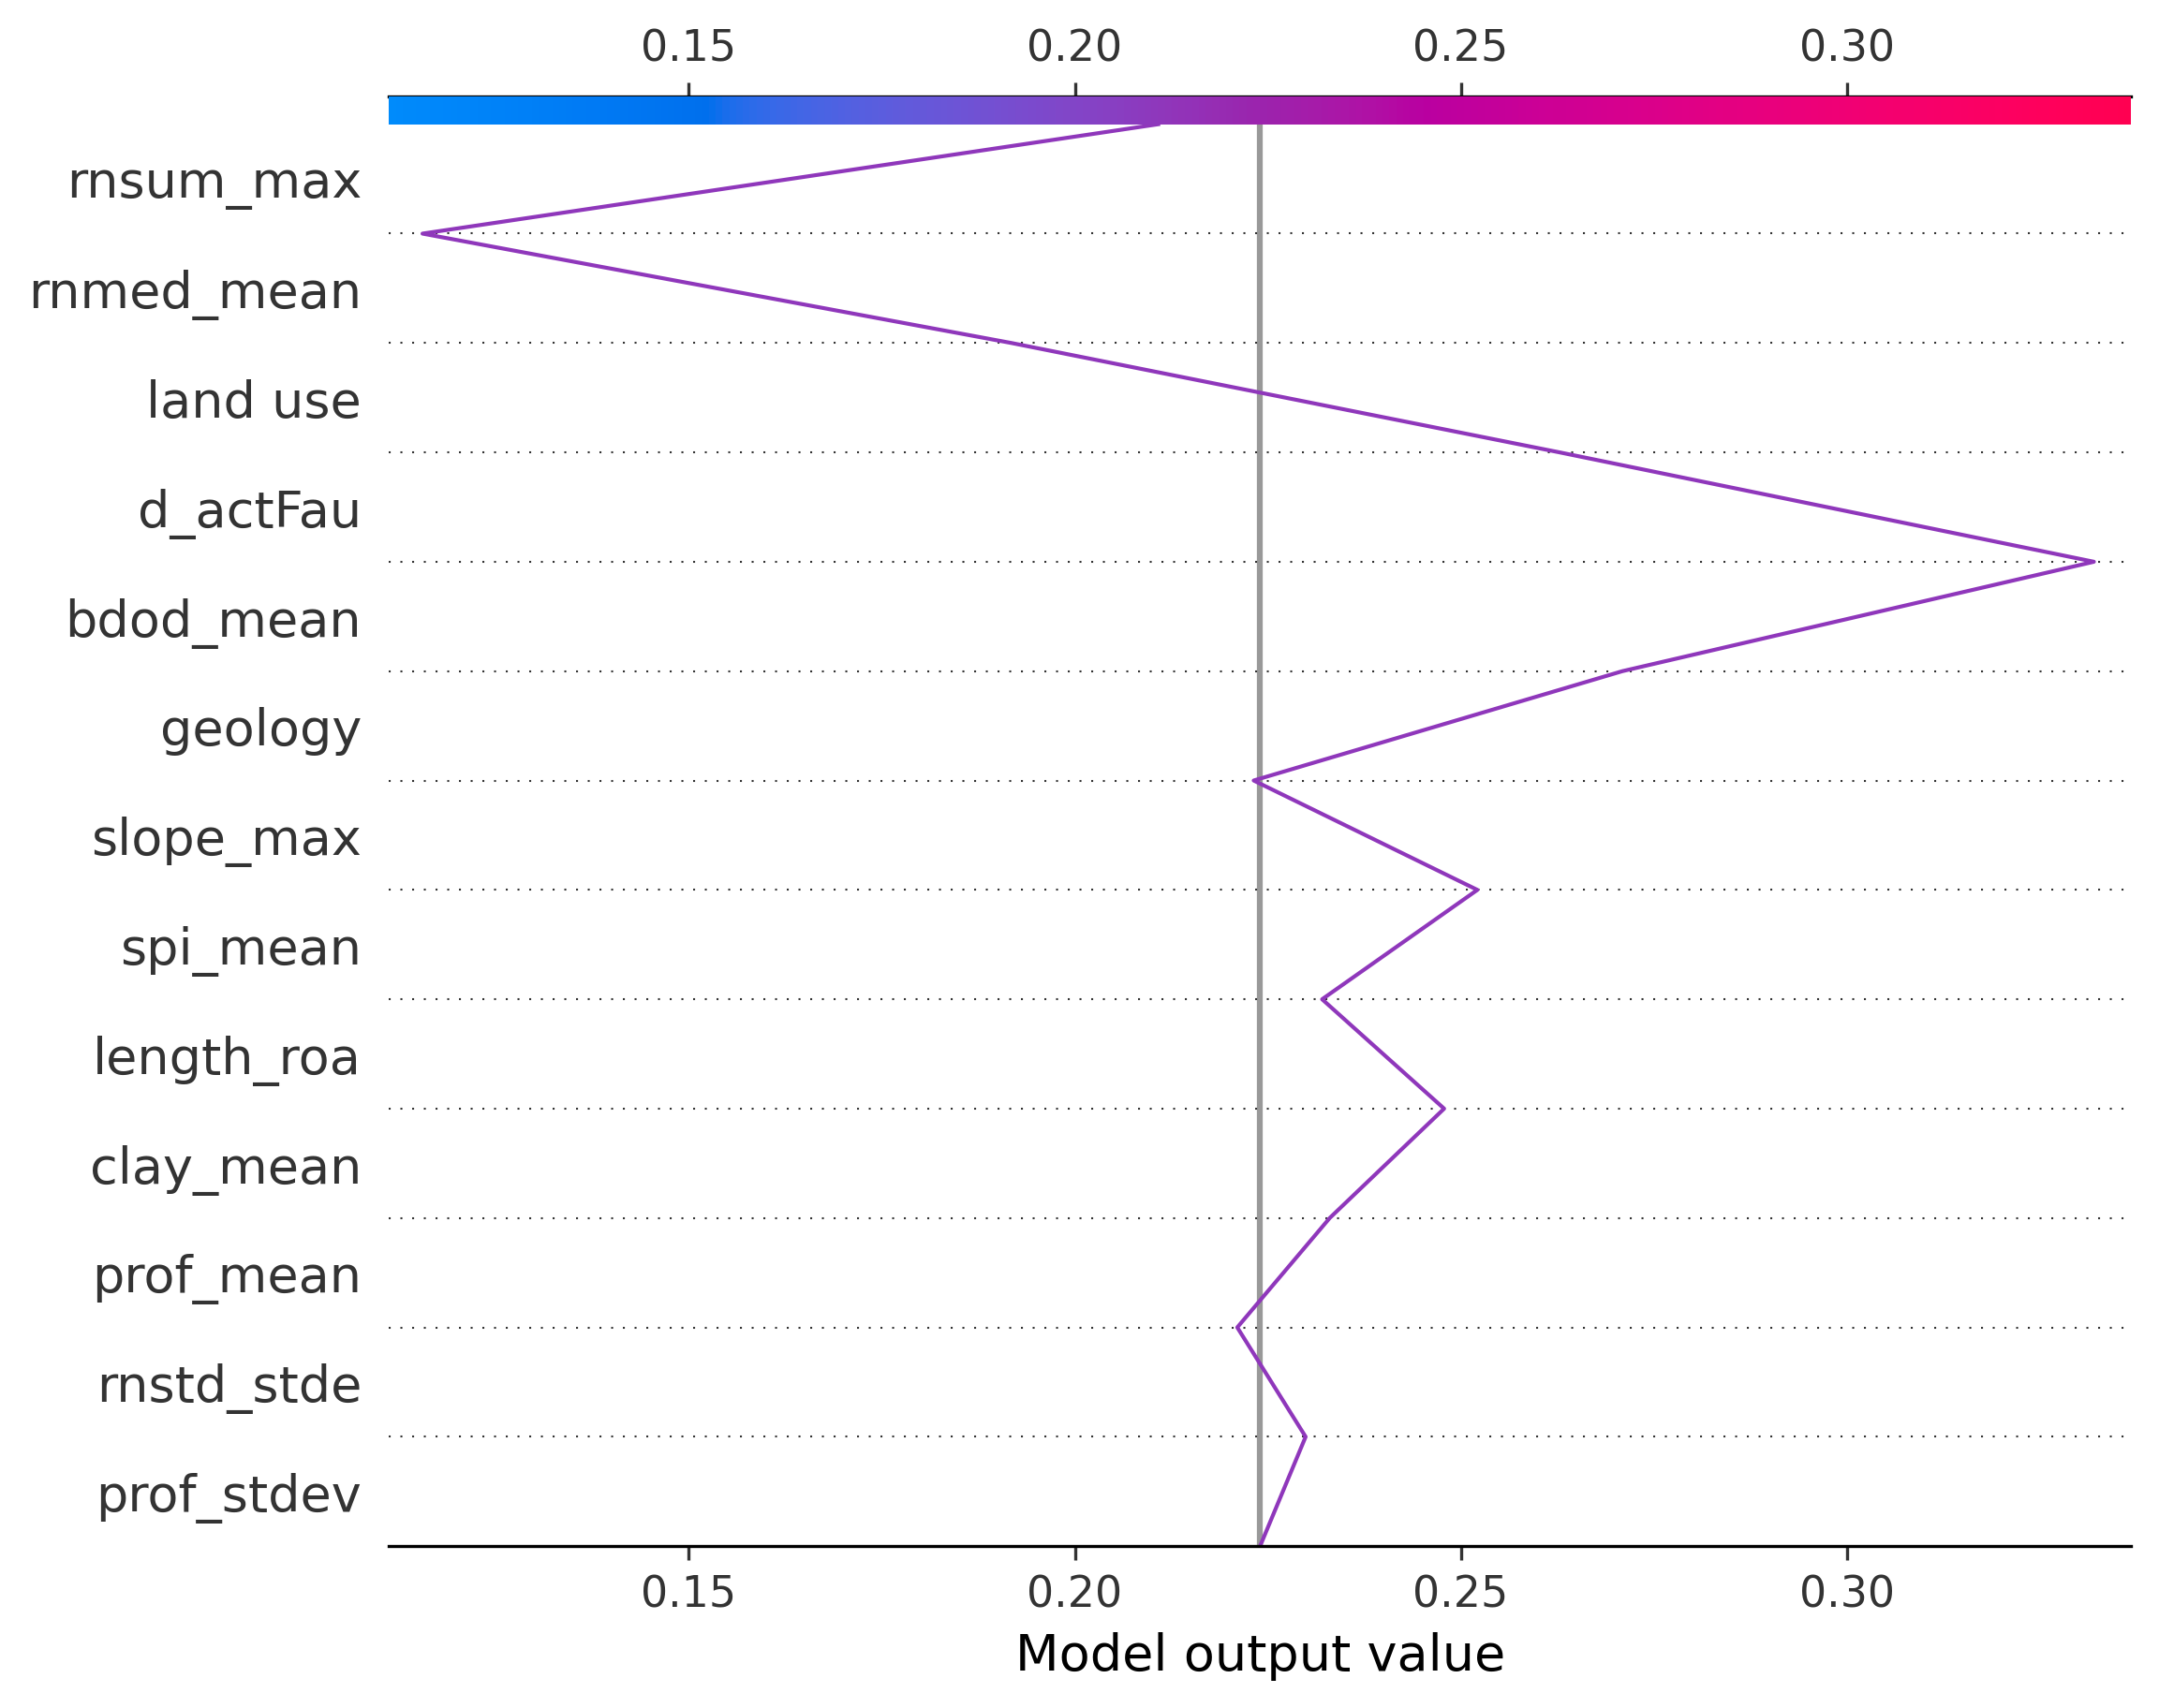 0.15 0.20 0.25 0.30
rnsum_max
rnmed_mean
land use
d_actFau
bdod_mean
geology
slope_max
spi_mean
length_roa
clay_mean
prof_mean
rnstd_stde
prof_stdev
0.15 0.20 0.25 0.30
Model output value